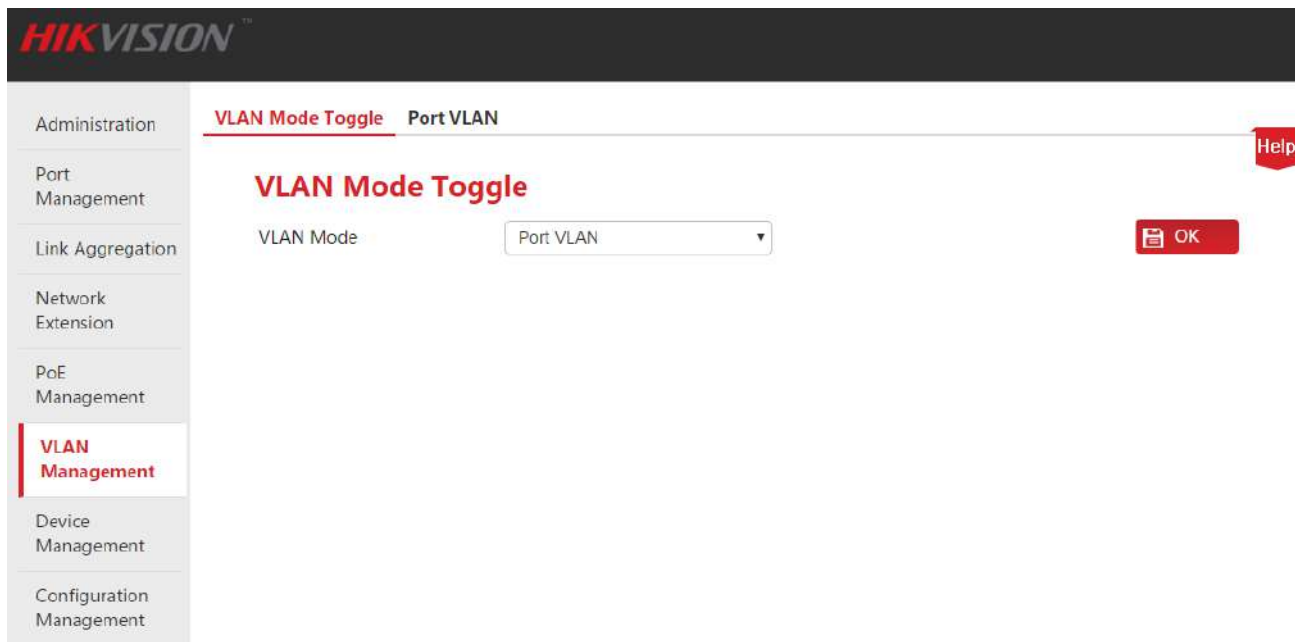 HIKVISION™
Administration
Port
Management
Link Aggregation
Network
Extension
PoE
Management
VLAN
Management
Device
Management
Configuration
Management
VLAN Mode Toggle Port VLAN
Help
VLAN Mode Toggle
VLAN Mode Port VLAN OK